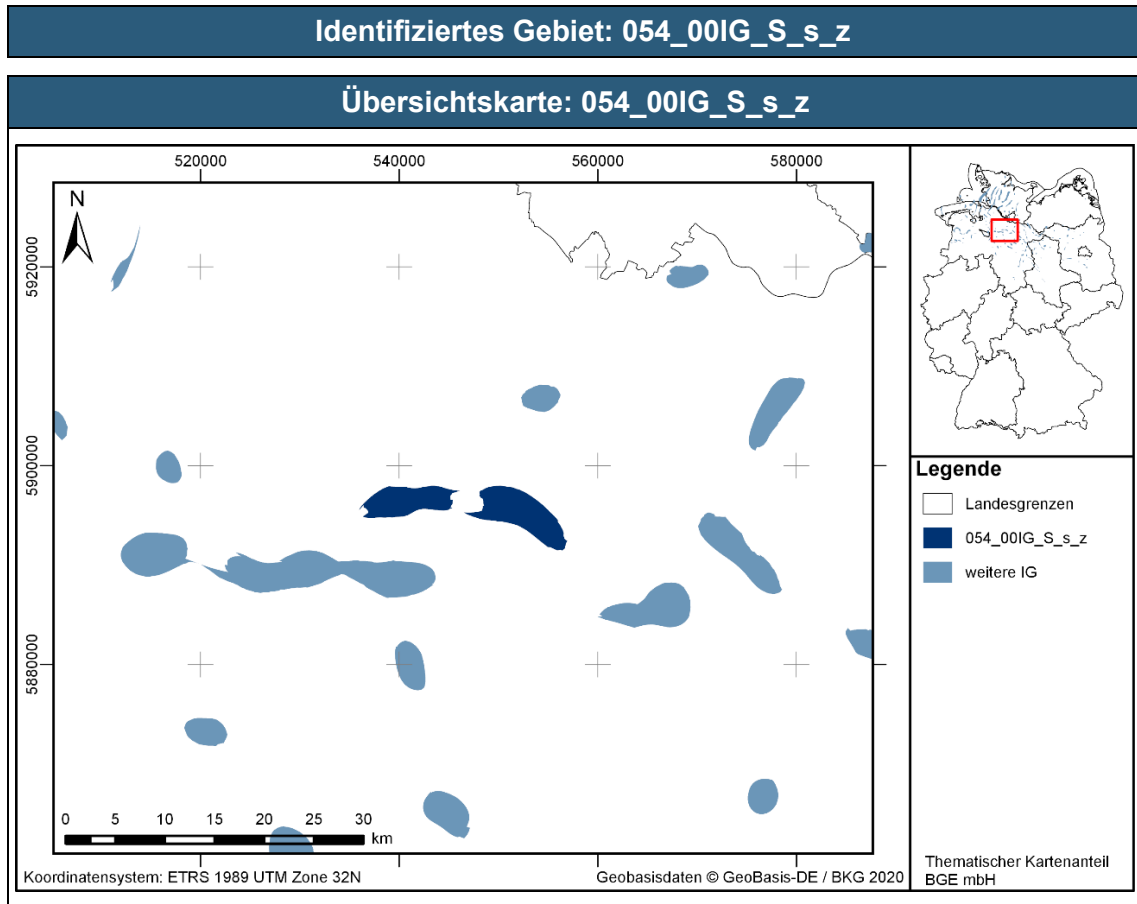 Identifiziertes Gebiet: 054_00IG_S_s_z
Übersichtskarte: 054_00IG_S_s_z
520000 540000 560000 580000
N
5920000
5900000
5880000
0 5 10 15 20 25 30
km
Koordinatensystem: ETRS 1989 UTM Zone 32N
Geobasisdaten © GeoBasis-DE / BKG 2020
Legende
Landesgrenzen
054_00IG_S_s_z
weitere IG
Thematischer Kartenanteil
BGE mbH